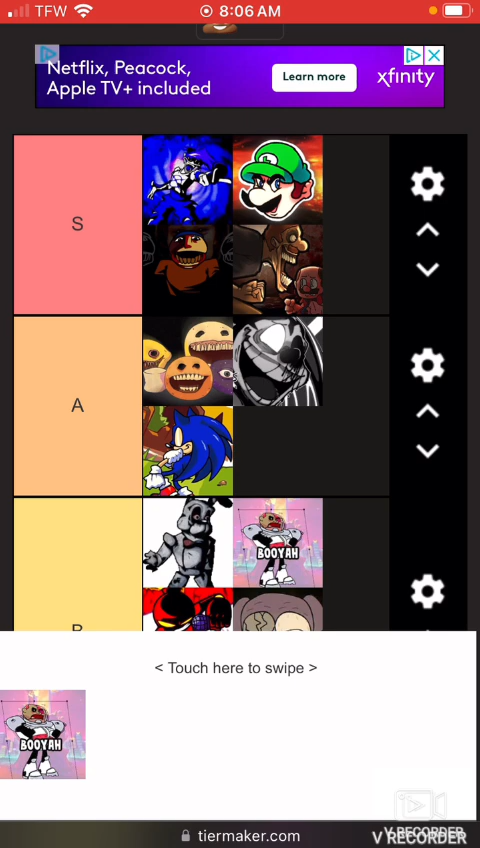 TFW
8:06 AM
Netflix, Peacock,
Apple TV+ included
Learn more
xfinity
S
A
BOOYAH
B
< Touch here to swipe >
BOOYAH
tiermaker.com
V RECORDER
V RECORDER